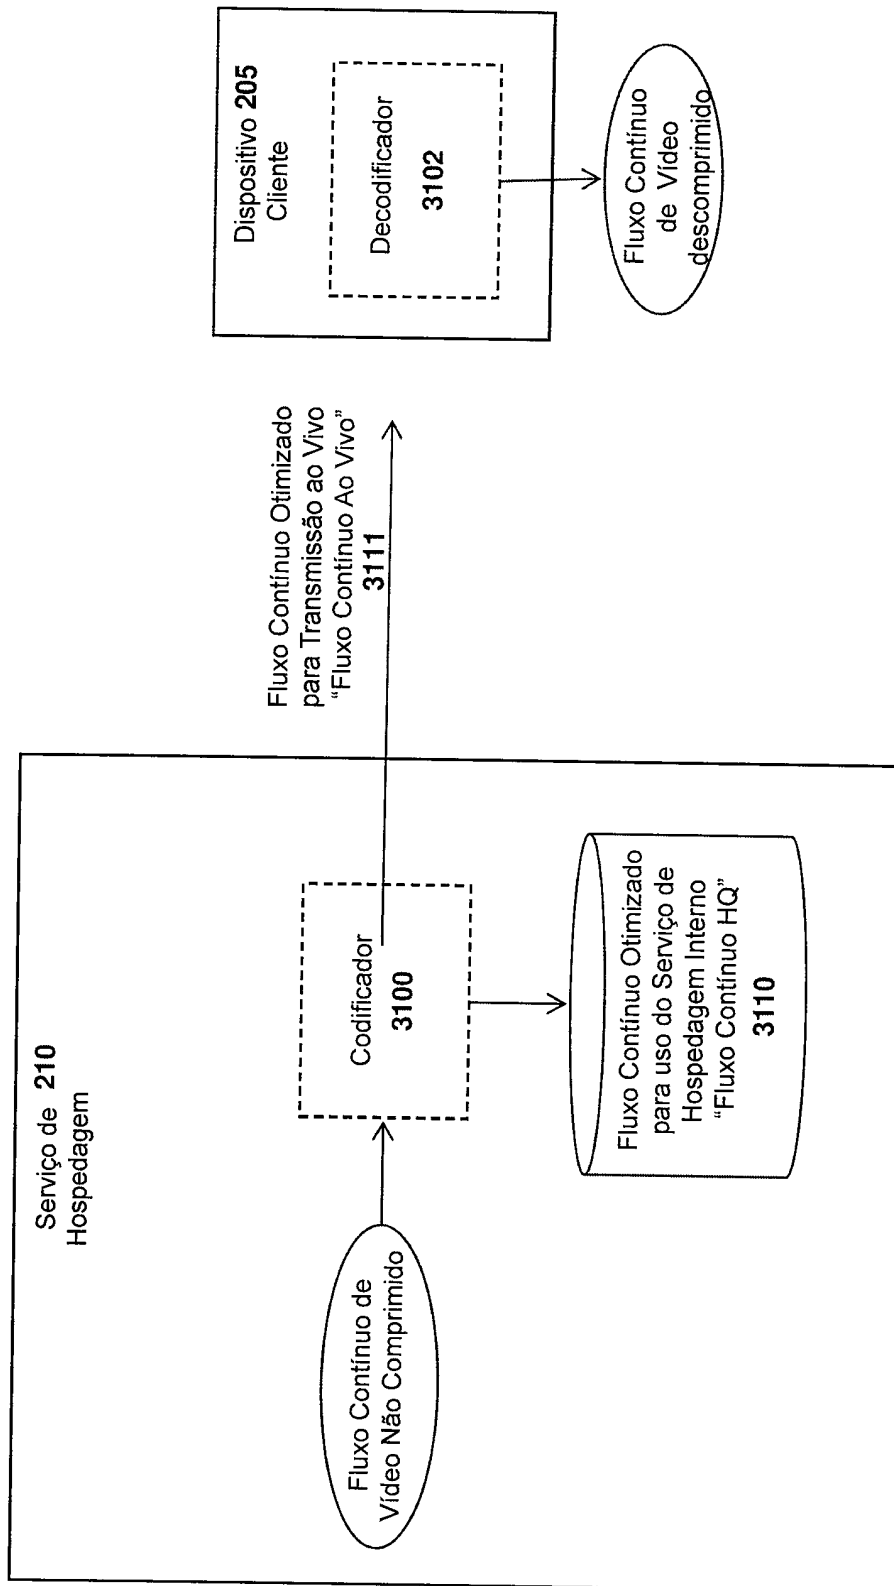 Serviço de 210
Hospedagem
Fluxo Contínuo de
Vídeo Não Comprimido
Codificador
3100
Fluxo Contínuo Otimizado
para uso do Serviço de
Hospedagem Interno
“Fluxo Contínuo HQ”
3110
Fluxo Contínuo Otimizado
para Transmissão ao Vivo
“Fluxo Contínuo Ao Vivo”
3111
Dispositivo 205
Cliente
Decodificador
3102
Fluxo Contínuo
de Vídeo
descomprimido